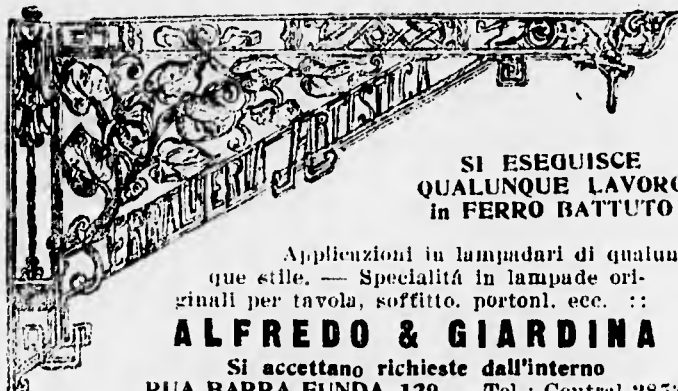 SERRALHERIA ARTISTICA
SI ESEGUISCE
QUALUNQUE LAVORO
in FERRO BATTUTO
Applicazioni in lampadari di qualun
que stile. — Specialitá in lampade ori-
ginali per tavola, soffitto. portoni. ecc. ::
ALFREDO & GIARDINA
Si accettano richieste dall'interno
RUA BARRA FUNDA, 129 Tel.: Central